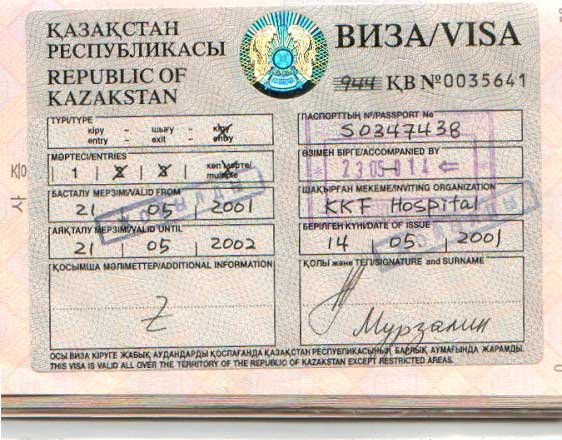 ҚАЗАҚСТАН
РЕСПУБЛИКАСЫ
REPUBLIC OF
KAZAKSTAN
ВИЗА/VISA
944 ҚВ №0035641
ТҮРІ/TYPE
кіру - шығу - кіру
entry - exit - entry
МӘРТЕСІ/ENTRIES
1 2 3 көп мәрте/
multiple
БАСТАЛУ МЕРЗІМІ/VALID FROM
21 05 2001
АЯҚТАЛУ МЕРЗІМІ/VALID UNTIL
21 05 2002
ҚОСЫМША МӘЛІМЕТТЕР/ADDITIONAL INFORMATION
Z
ПАСПОРТТЫҢ №/PASSPORT No
S0347438
ӨЗІМЕН БІРГЕ/ACCOMPANIED BY
23 05-0 14
ШАҚЫРҒАН МЕКЕМЕ/INVITING ORGANIZATION
KKF Hospital
БЕРІЛГЕН КҮНІ/DATE OF ISSUE
14 05 2001
ҚОЛЫ және ТЕГІ/SIGNATURE and SURNAME
Мурзалин
ОСЫ ВИЗА КІРУГЕ ЖАБЫҚ АУДАНДАРДЫ ҚОСПАҒАНДА ҚАЗАҚСТАН РЕСПУБЛИКАСЫНЫҢ БАРЛЫҚ АУМАҒЫНДА ЖАРАМДЫ.
THIS VISA IS VALID ALL OVER THE TERRITORY OF THE REPUBLIC OF KAZAKSTAN EXCEPT RESTRICTED AREAS.